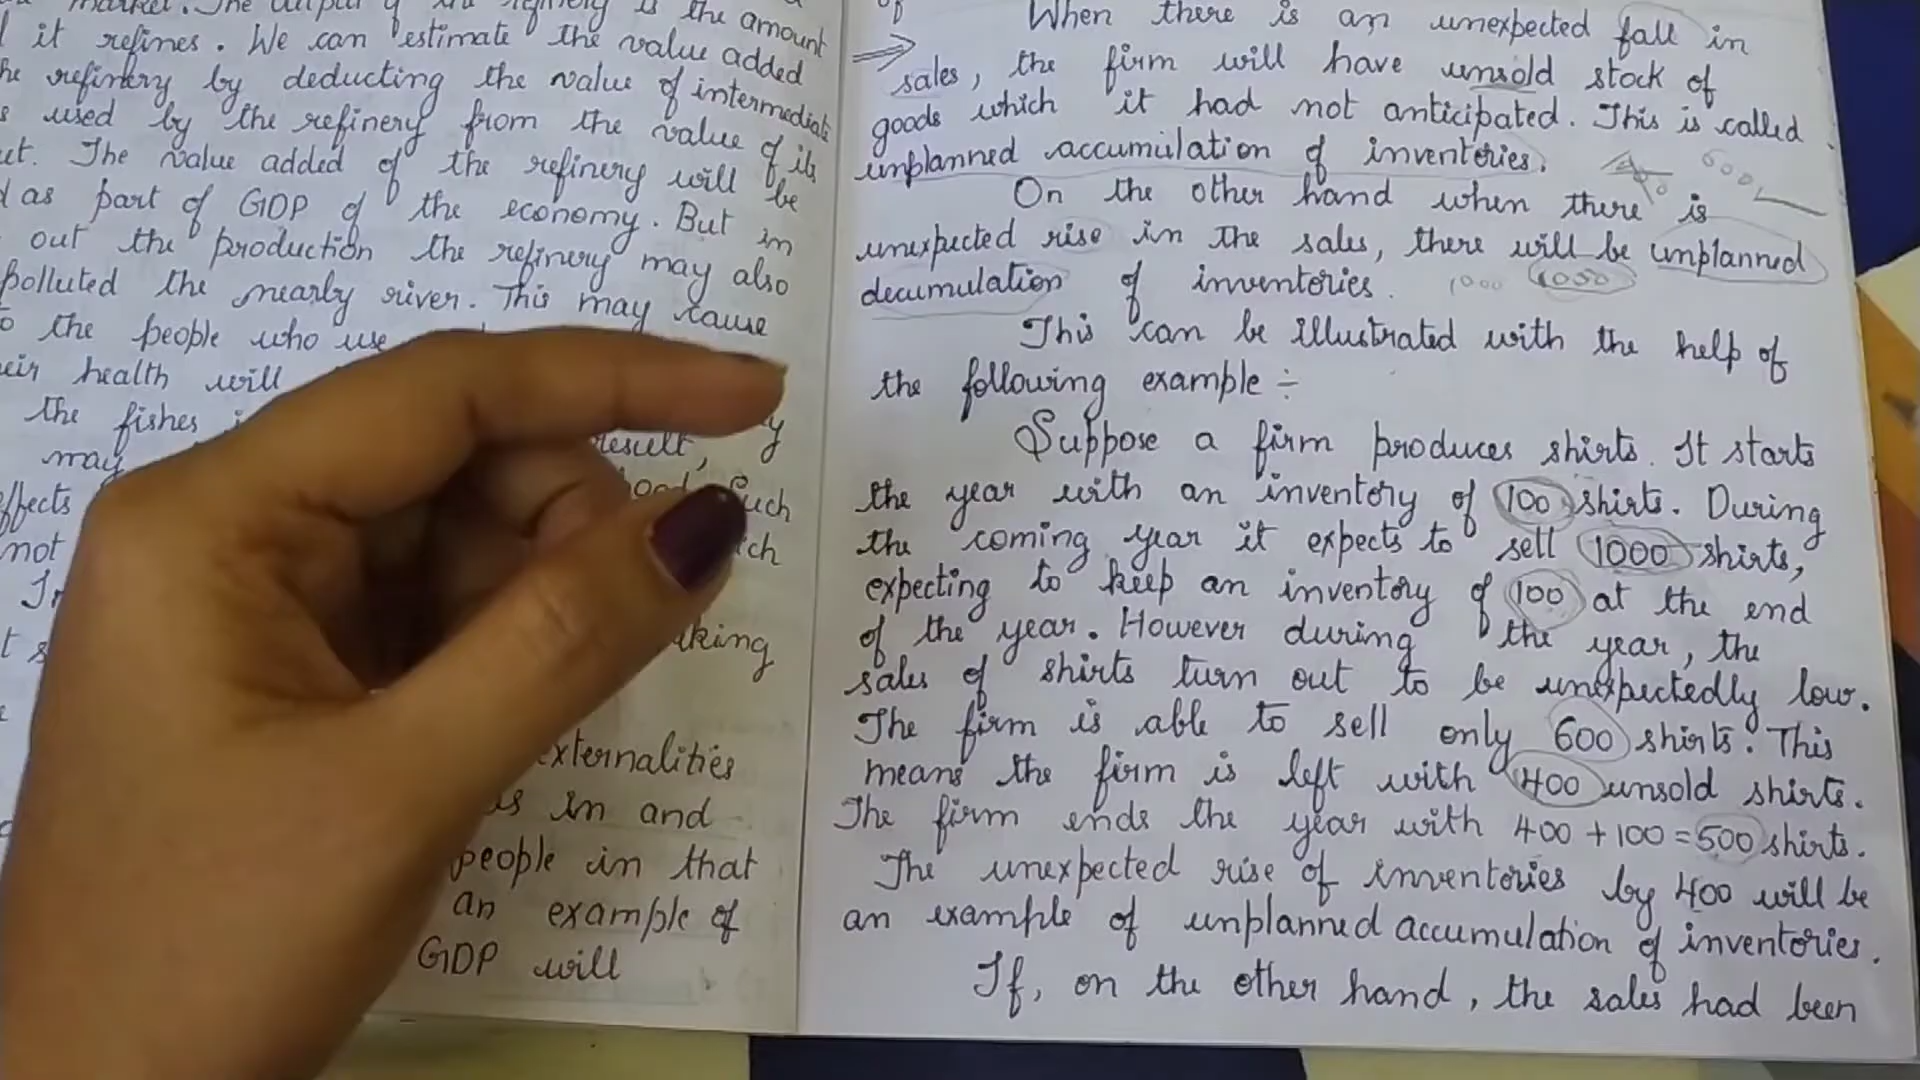 market. The output of the refinery is the amount
it refines. We can estimate the value added
refinery by deducting the value of intermediate
used by the refinery from the value of its
The value added of the refinery will be
as part of GDP of the economy. But in
out the production the refinery may also
polluted the nearly river. This may cause
the people who use
health will
the fishes
may result,
such
not
king
externalities
in and
people in that
an example of
GDP will
of
When there is an unexpected fall in
sales, the firm will have unsold stock of
goods which it had not anticipated. This is called
unplanned accumulation of inventories.
600
On the other hand when there is
unexpected rise in the sales, there will be unplanned
decumulation of inventories. 1000 1050
This can be illustrated with the help of
the following example :-
Suppose a firm produces shirts. It starts
the year with an inventory of 100 shirts. During
the coming year it expects to sell 1000 shirts,
expecting to keep an inventory of 100 at the end
of the year. However during the year, the
sales of shirts turn out to be unexpectedly low.
The firm is able to sell only 600 shirts. This
means the firm is left with 400 unsold shirts.
The firm ends the year with 400 + 100 = 500 shirts.
The unexpected rise of inventories by 400 will be
an example of unplanned accumulation of inventories.
If, on the other hand, the sales had been